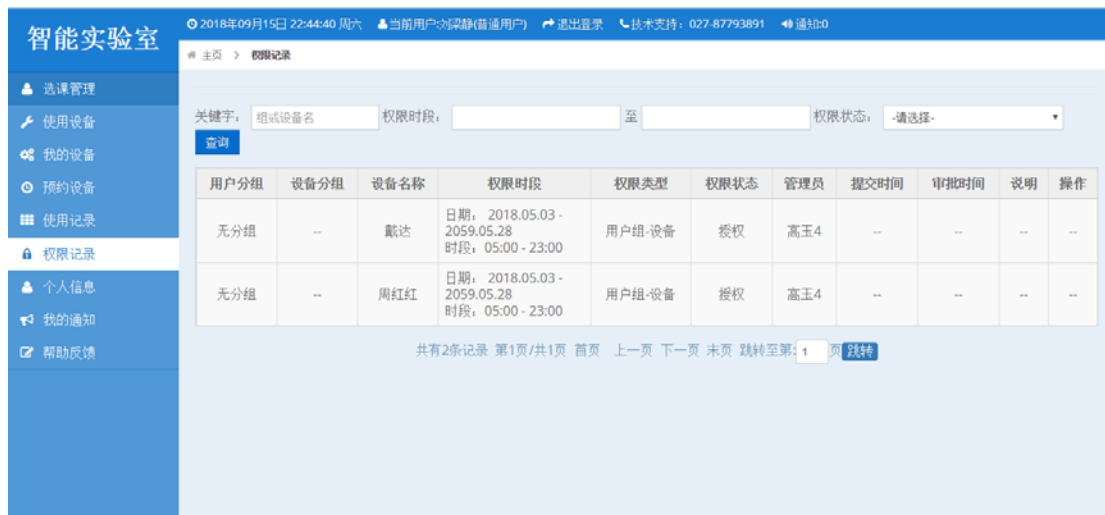 智能实验室
2018年09月15日 22:44:40 周六 当前用户:刘梁静(普通用户) 退出登录 技术支持：027-87793891 通知:0
主页 > 权限记录
选课管理
使用设备
我的设备
预约设备
使用记录
权限记录
个人信息
我的通知
帮助反馈
关键字： 组或设备名 权限时段： 至 权限状态： -请选择-
查询
用户分组 设备分组 设备名称 权限时段 权限类型 权限状态 管理员 提交时间 审批时间 说明 操作
日期： 2018.05.03 -
无分组 -- 戴达 2059.05.28 用户组-设备 授权 高玉4 -- -- -- --
时段：05:00 - 23:00
日期： 2018.05.03 -
无分组 -- 周红红 2059.05.28 用户组-设备 授权 高玉4 -- -- -- --
时段：05:00 - 23:00
共有2条记录 第1页/共1页 首页 上一页 下一页 末页 跳转至第: 1 页 跳转